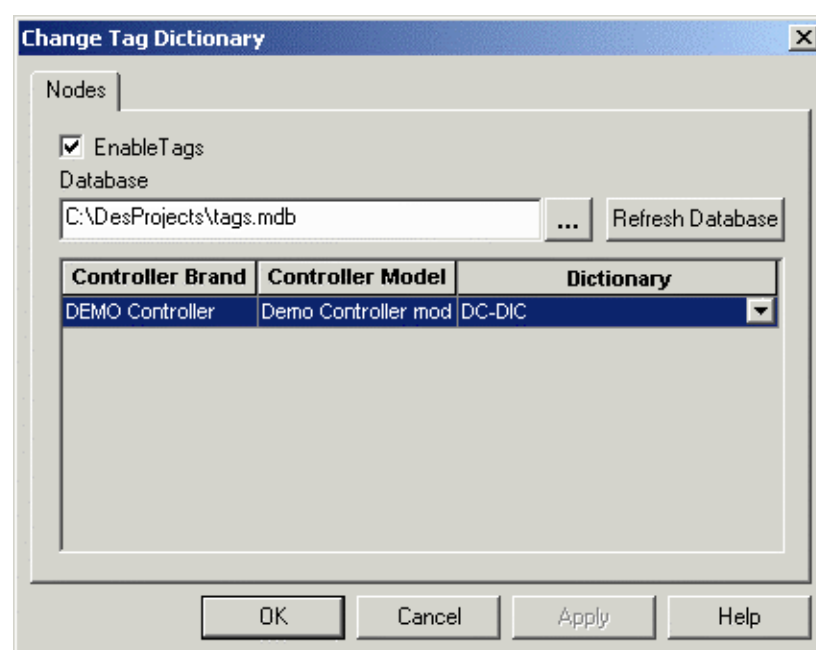 Change Tag Dictionary
Nodes
EnableTags
Database
C:\DesProjects\tags.mdb ... Refresh Database
Controller Brand Controller Model Dictionary
DEMO Controller Demo Controller mod DC-DIC
OK Cancel Apply Help